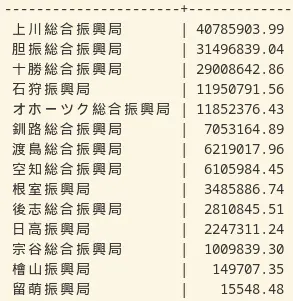 ---------------------+------------
上川総合振興局 | 40785903.99
胆振総合振興局 | 31496839.04
十勝総合振興局 | 29008642.86
石狩振興局 | 11950791.56
オホーツク総合振興局 | 11852376.43
釧路総合振興局 | 7053164.89
渡島総合振興局 | 6219017.96
空知総合振興局 | 6105984.45
根室振興局 | 3485886.74
後志総合振興局 | 2810845.51
日高振興局 | 2247311.24
宗谷総合振興局 | 1009839.30
檜山振興局 | 149707.35
留萌振興局 | 15548.48